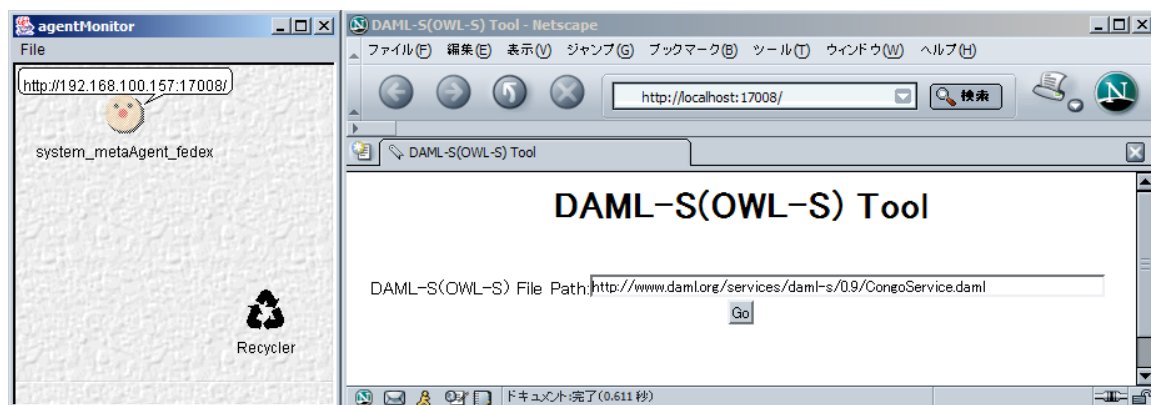 agentMonitor
File
http://192.168.100.157:17008/
system_metaAgent_fedex
Recycler
DAML-S(OWL-S) Tool - Netscape
ファイル(F) 編集(E) 表示(V) ジャンプ(G) ブックマーク(B) ツール(T) ウィンドウ(W) ヘルプ(H)
http://localhost:17008/
検索
N
DAML-S(OWL-S) Tool
DAML-S(OWL-S) Tool
DAML-S(OWL-S) File Path:http://www.daml.org/services/daml-s/0.9/CongoService.daml
Go
ドキュメント:完了(0.611 秒)